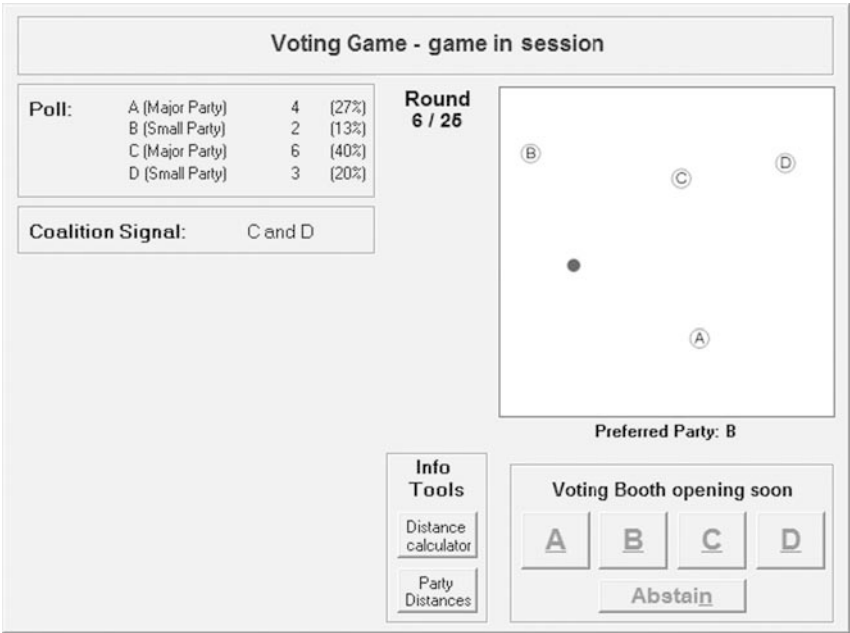 Voting Game - game in session
Poll: A (Major Party) 4 (27%)
B (Small Party) 2 (13%)
C (Major Party) 6 (40%)
D (Small Party) 3 (20%)
Coalition Signal: C and D
Round
6 / 25
B
C
D
A
Preferred Party: B
Info
Tools
Distance
calculator
Party
Distances
Voting Booth opening soon
A B C D
Abstain